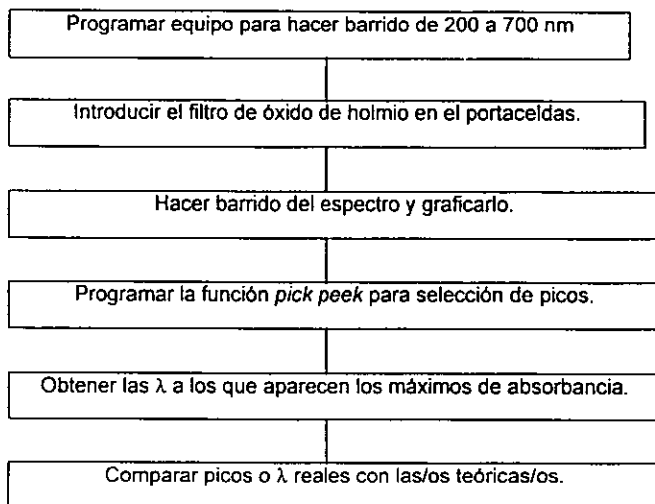 Programar equipo para hacer barrido de 200 a 700 nm
Introducir el filtro de óxido de holmio en el portaceldas.
Hacer barrido del espectro y graficarlo.
Programar la función pick peek para selección de picos.
Obtener las λ a los que aparecen los máximos de absorbancia.
Comparar picos o λ reales con las/os teóricas/os.